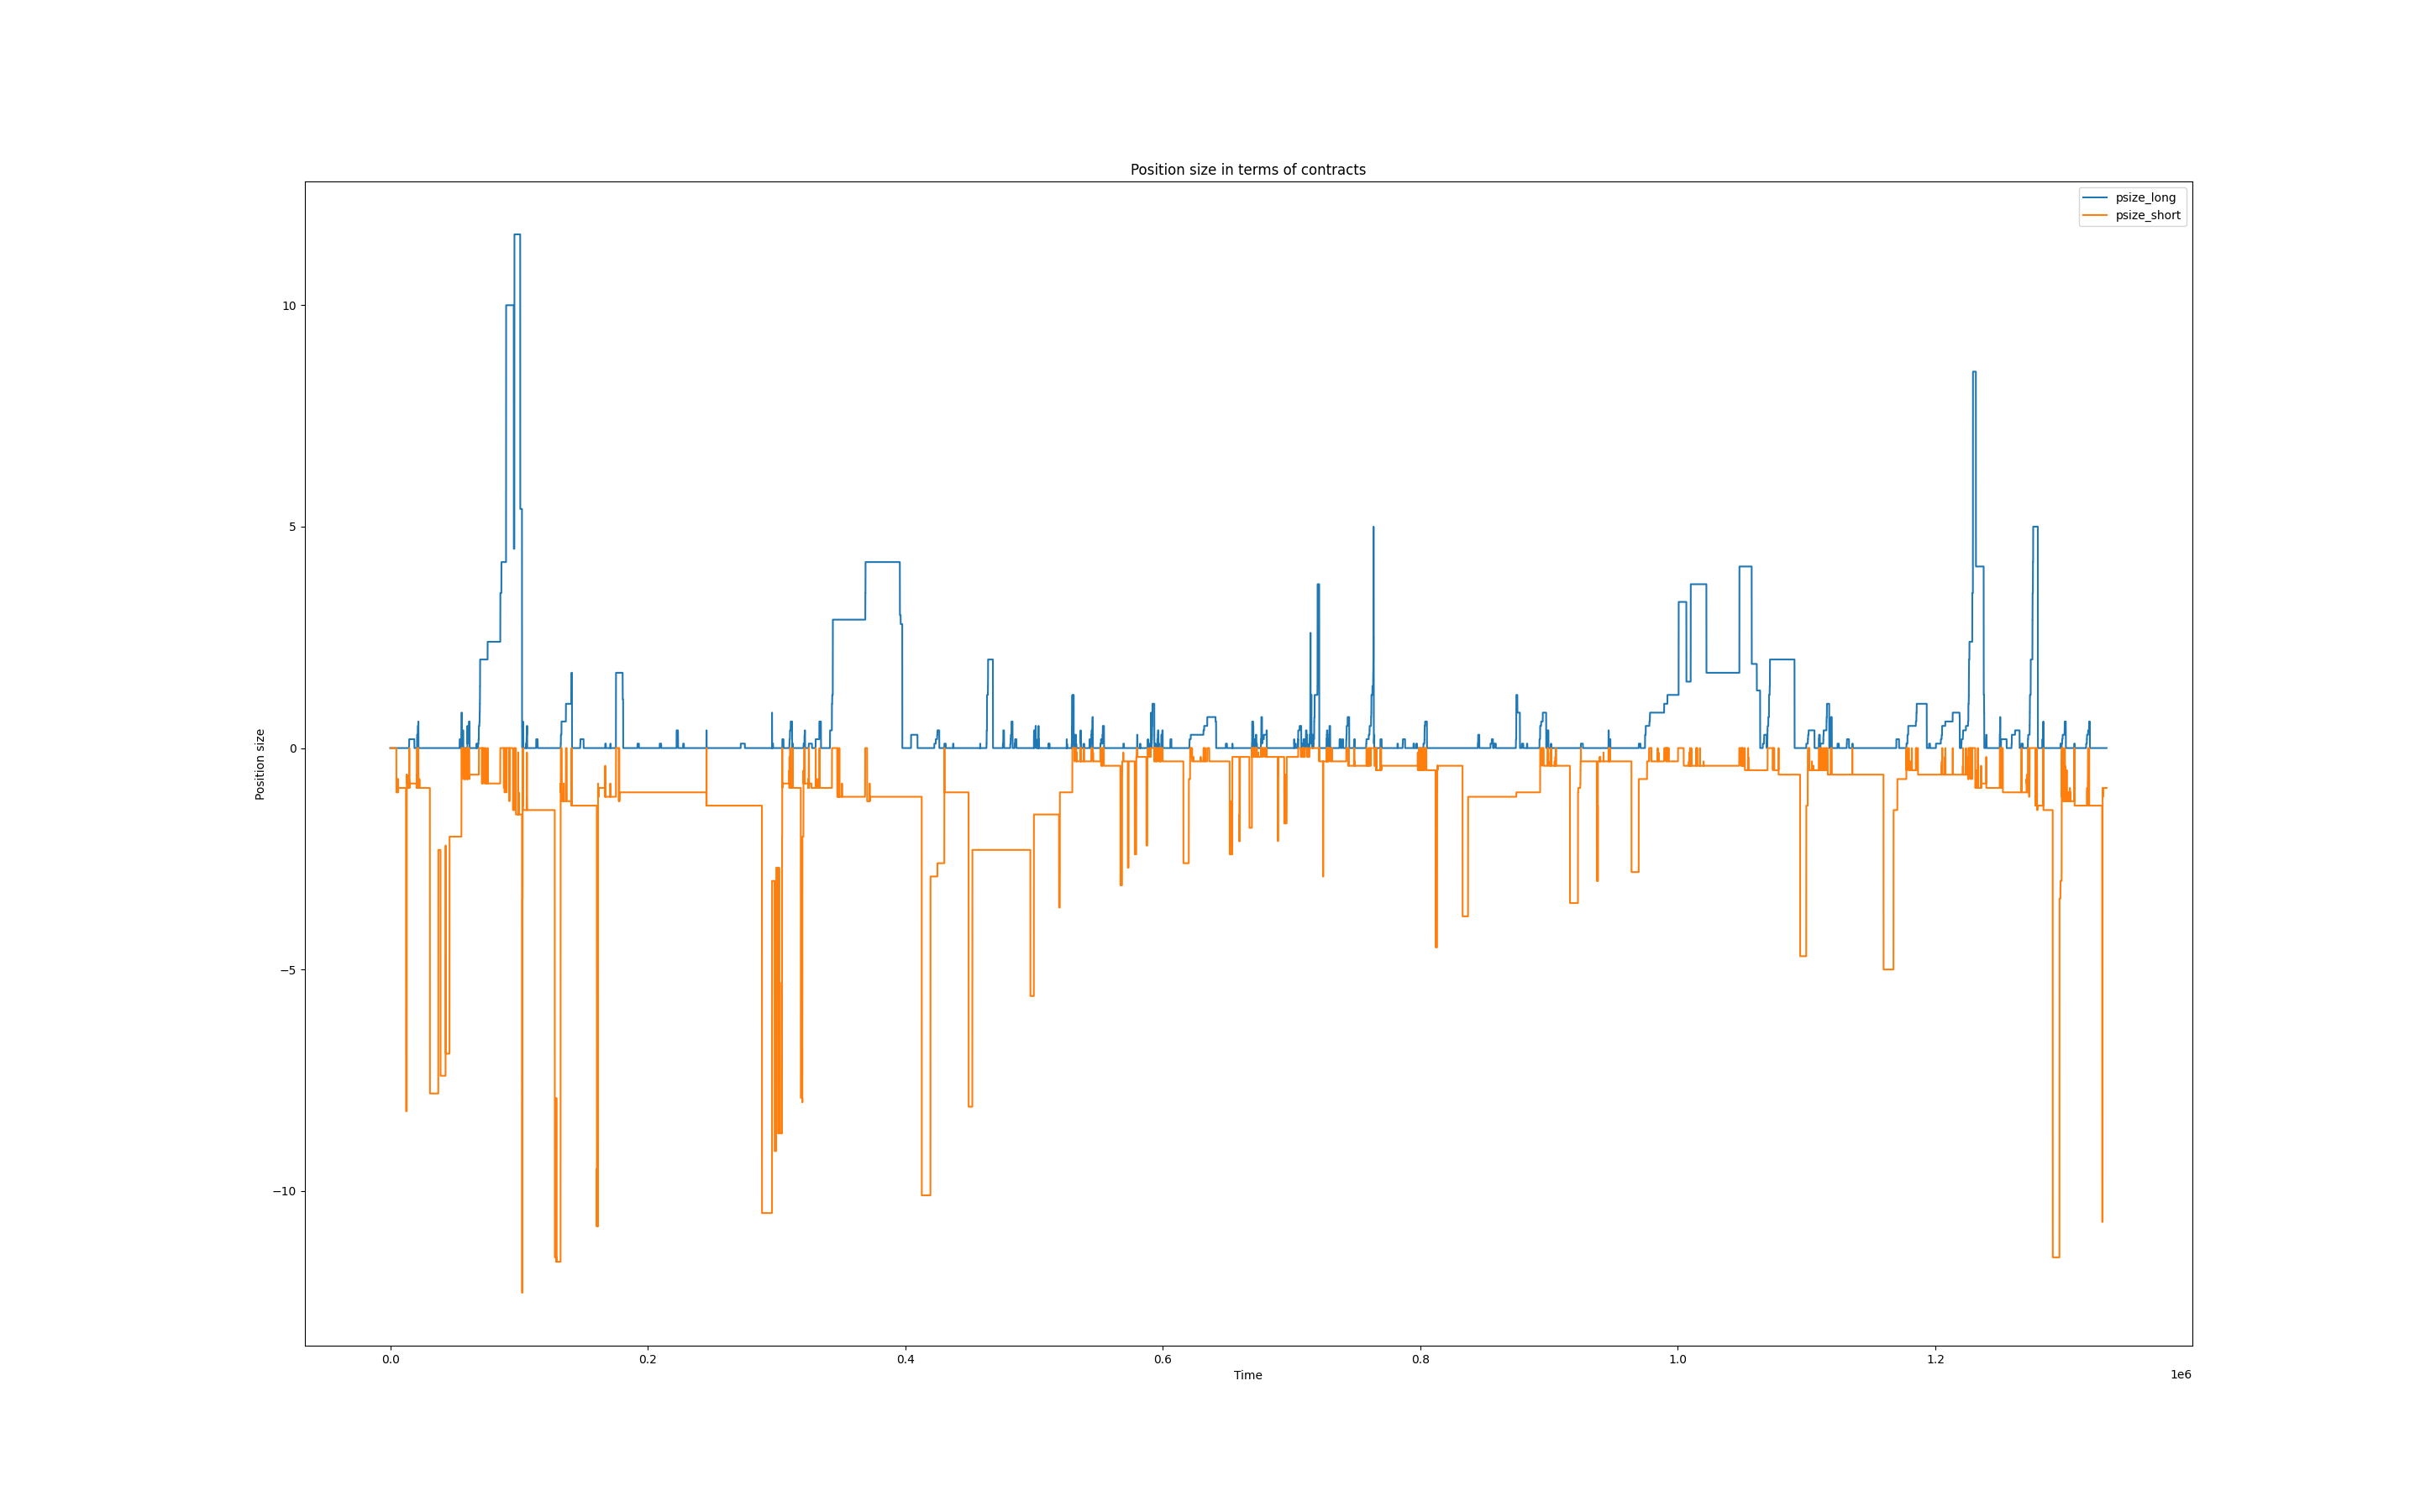 Position size in terms of contracts
psize_long
psize_short
10
5
0
−5
−10
Position size
0.0 0.2 0.4 0.6 0.8 1.0 1.2
Time
1e6